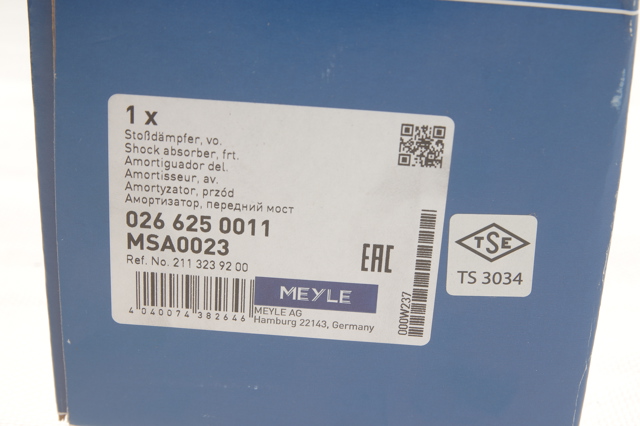 1 x
Stoßdämpfer, vo.
Shock absorber, frt.
Amortiguador del.
Amortisseur, av.
Amortyzator, przód
Амортизатор, передний мост
026 625 0011
MSA0023
Ref. No. 211 323 92 00
EAC
MEYLE
4 040074 382646
MEYLE AG
Hamburg 22143, Germany
000W237
TSE
TS 3034